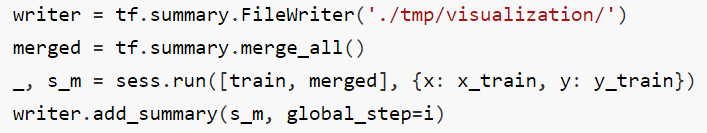 writer = tf.summary.FileWriter('./tmp/visualization/')
merged = tf.summary.merge_all()
_, s_m = sess.run([train, merged], {x: x_train, y: y_train})
writer.add_summary(s_m, global_step=i)